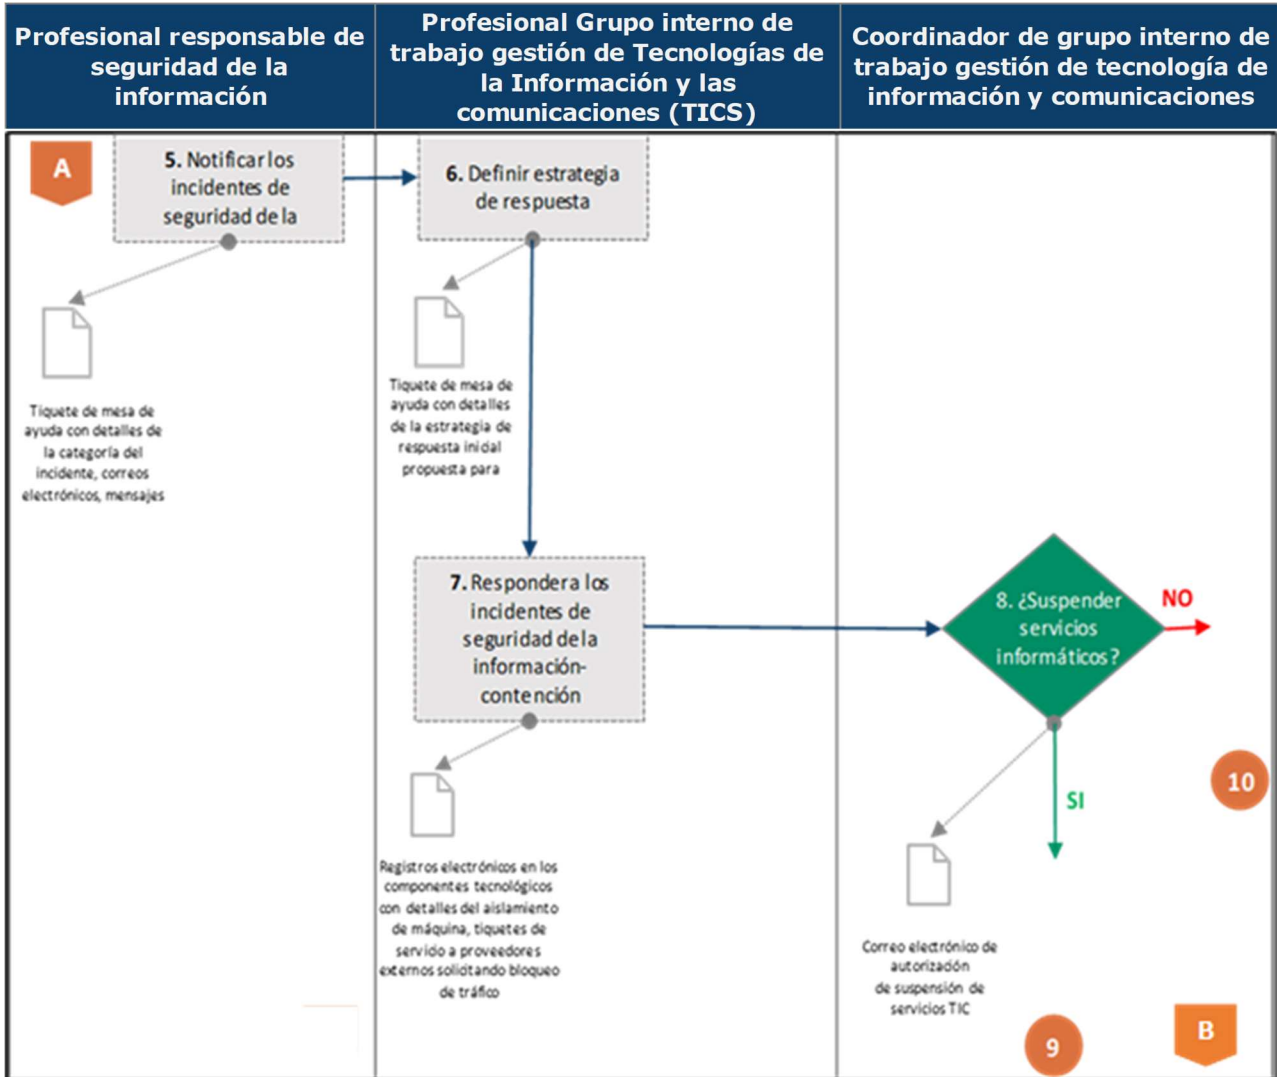 Profesional responsable de
seguridad de la
información
Profesional Grupo interno de
trabajo gestión de Tecnologías de
la Información y las
comunicaciones (TICS)
Coordinador de grupo interno de
trabajo gestión de tecnología de
información y comunicaciones
A
5. Notificar los
incidentes de
seguridad de la
6. Definir estrategia
de respuesta
Tiquete de mesa de
ayuda con detalles de
la categoría del
incidente, correos
electrónicos, mensajes
Tiquete de mesa de
ayuda con detalles
de la estrategia de
respuesta inicial
propuesta para
7. Responder a los
incidentes de
seguridad de la
información-
contención
8. ¿Suspender
servicios
informáticos?
NO
SI
10
Registros electrónicos en los
componentes tecnológicos
con detalles del aislamiento
de máquina, tiquetes de
servicio a proveedores
externos solicitando bloqueo
de tráfico
Correo electrónico de
autorización
de suspensión de
servicios TIC
9
B